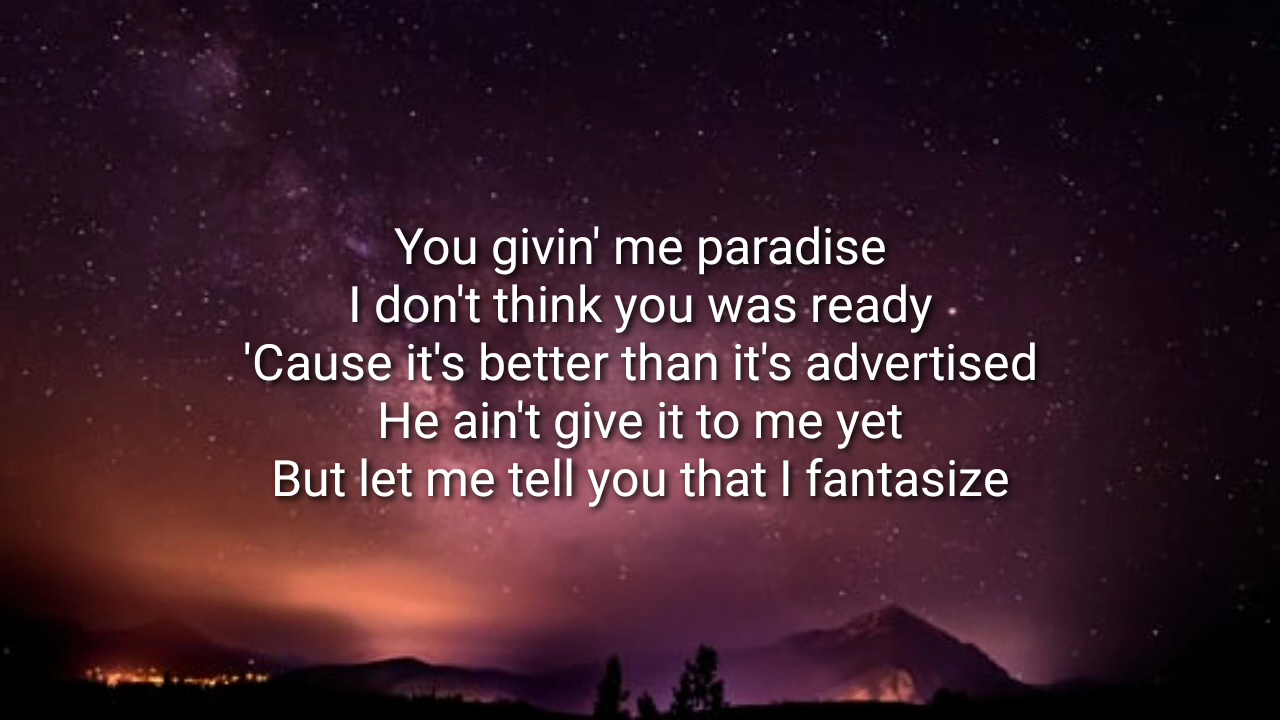 You givin' me paradise
I don't think you was ready
'Cause it's better than it's advertised
He ain't give it to me yet
But let me tell you that I fantasize